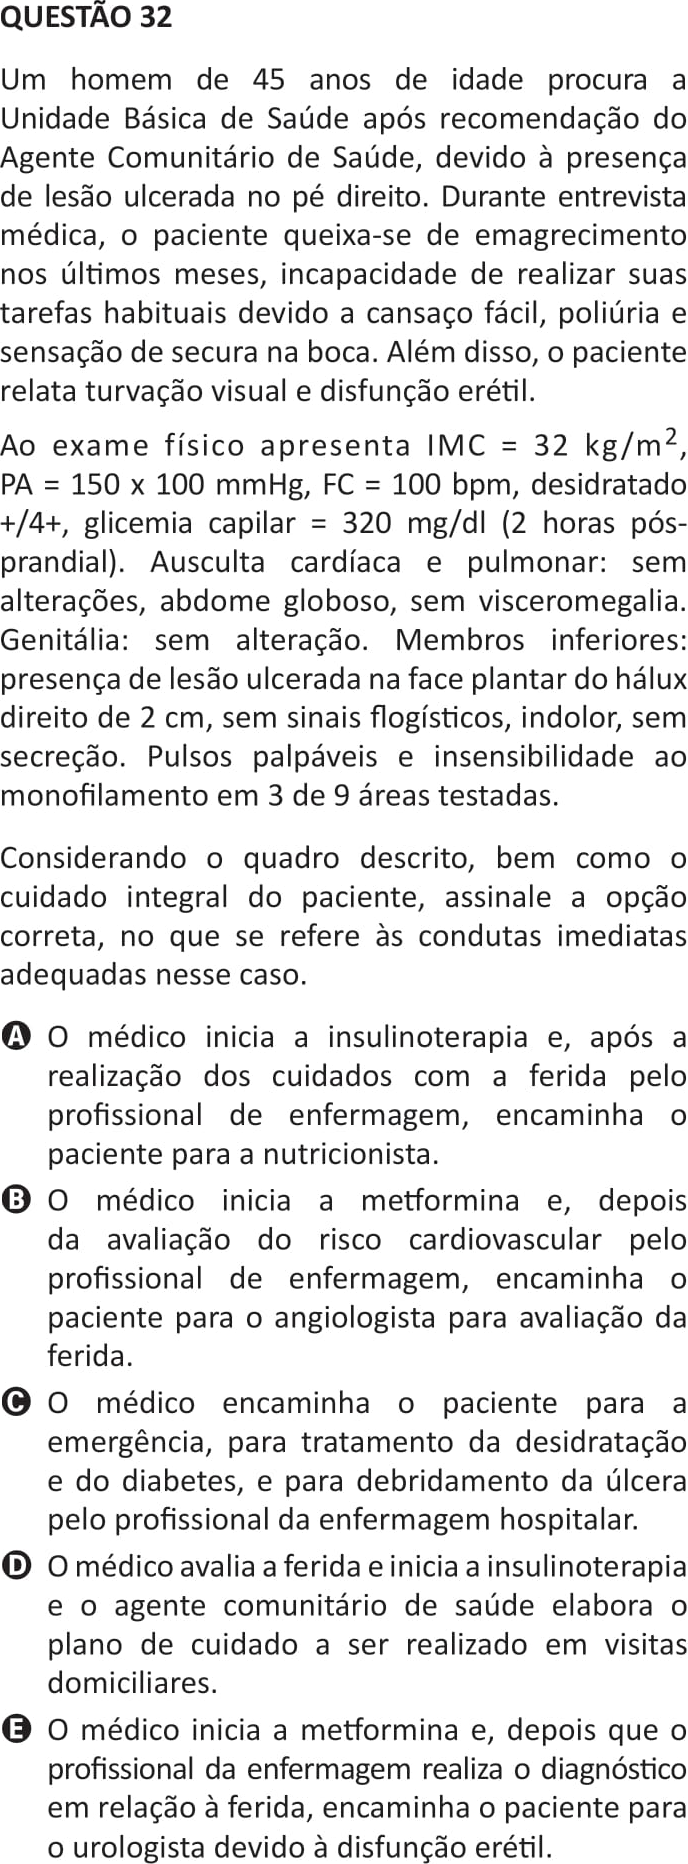 QUESTÃO 32
Um homem de 45 anos de idade procura a
Unidade Básica de Saúde após recomendação do
Agente Comunitário de Saúde, devido à presença
de lesão ulcerada no pé direito. Durante entrevista
médica, o paciente queixa-se de emagrecimento
nos últimos meses, incapacidade de realizar suas
tarefas habituais devido a cansaço fácil, poliúria e
sensação de secura na boca. Além disso, o paciente
relata turvação visual e disfunção erétil.
Ao exame físico apresenta IMC = 32 kg/m²,
PA = 150 x 100 mmHg, FC = 100 bpm, desidratado
+/4+, glicemia capilar = 320 mg/dl (2 horas pós-
prandial). Ausculta cardíaca e pulmonar: sem
alterações, abdome globoso, sem visceromegalia.
Genitália: sem alteração. Membros inferiores:
presença de lesão ulcerada na face plantar do hálux
direito de 2 cm, sem sinais flogísticos, indolor, sem
secreção. Pulsos palpáveis e insensibilidade ao
monofilamento em 3 de 9 áreas testadas.
Considerando o quadro descrito, bem como o
cuidado integral do paciente, assinale a opção
correta, no que se refere às condutas imediatas
adequadas nesse caso.
A O médico inicia a insulinoterapia e, após a
realização dos cuidados com a ferida pelo
profissional de enfermagem, encaminha o
paciente para a nutricionista.
B O médico inicia a metformina e, depois
da avaliação do risco cardiovascular pelo
profissional de enfermagem, encaminha o
paciente para o angiologista para avaliação da
ferida.
C O médico encaminha o paciente para a
emergência, para tratamento da desidratação
e do diabetes, e para debridamento da úlcera
pelo profissional da enfermagem hospitalar.
D O médico avalia a ferida e inicia a insulinoterapia
e o agente comunitário de saúde elabora o
plano de cuidado a ser realizado em visitas
domiciliares.
E O médico inicia a metformina e, depois que o
profissional da enfermagem realiza o diagnóstico
em relação à ferida, encaminha o paciente para
o urologista devido à disfunção erétil.